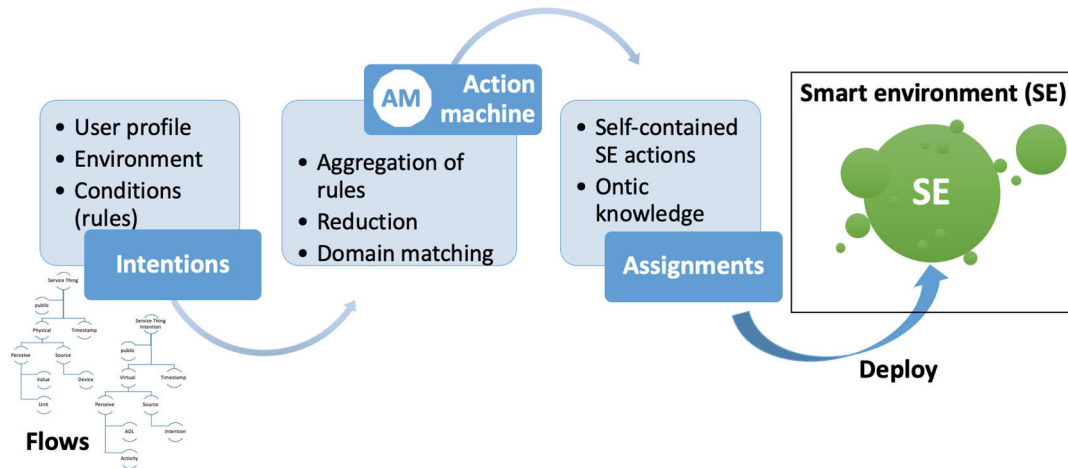 • User profile
• Environment
• Conditions
(rules)
Intentions
AM
Action
machine
• Aggregation of
rules
• Reduction
• Domain matching
• Self-contained
SE actions
• Ontic
knowledge
Assignments
Smart environment (SE)
SE
Deploy
Service Thing
public
Physical
Timestamp
Perceive
Source
Value
Device
Unit
Service Thing
Intention
public
Virtual
Timestamp
Perceive
Source
ADL
Intention
Activity
Flows